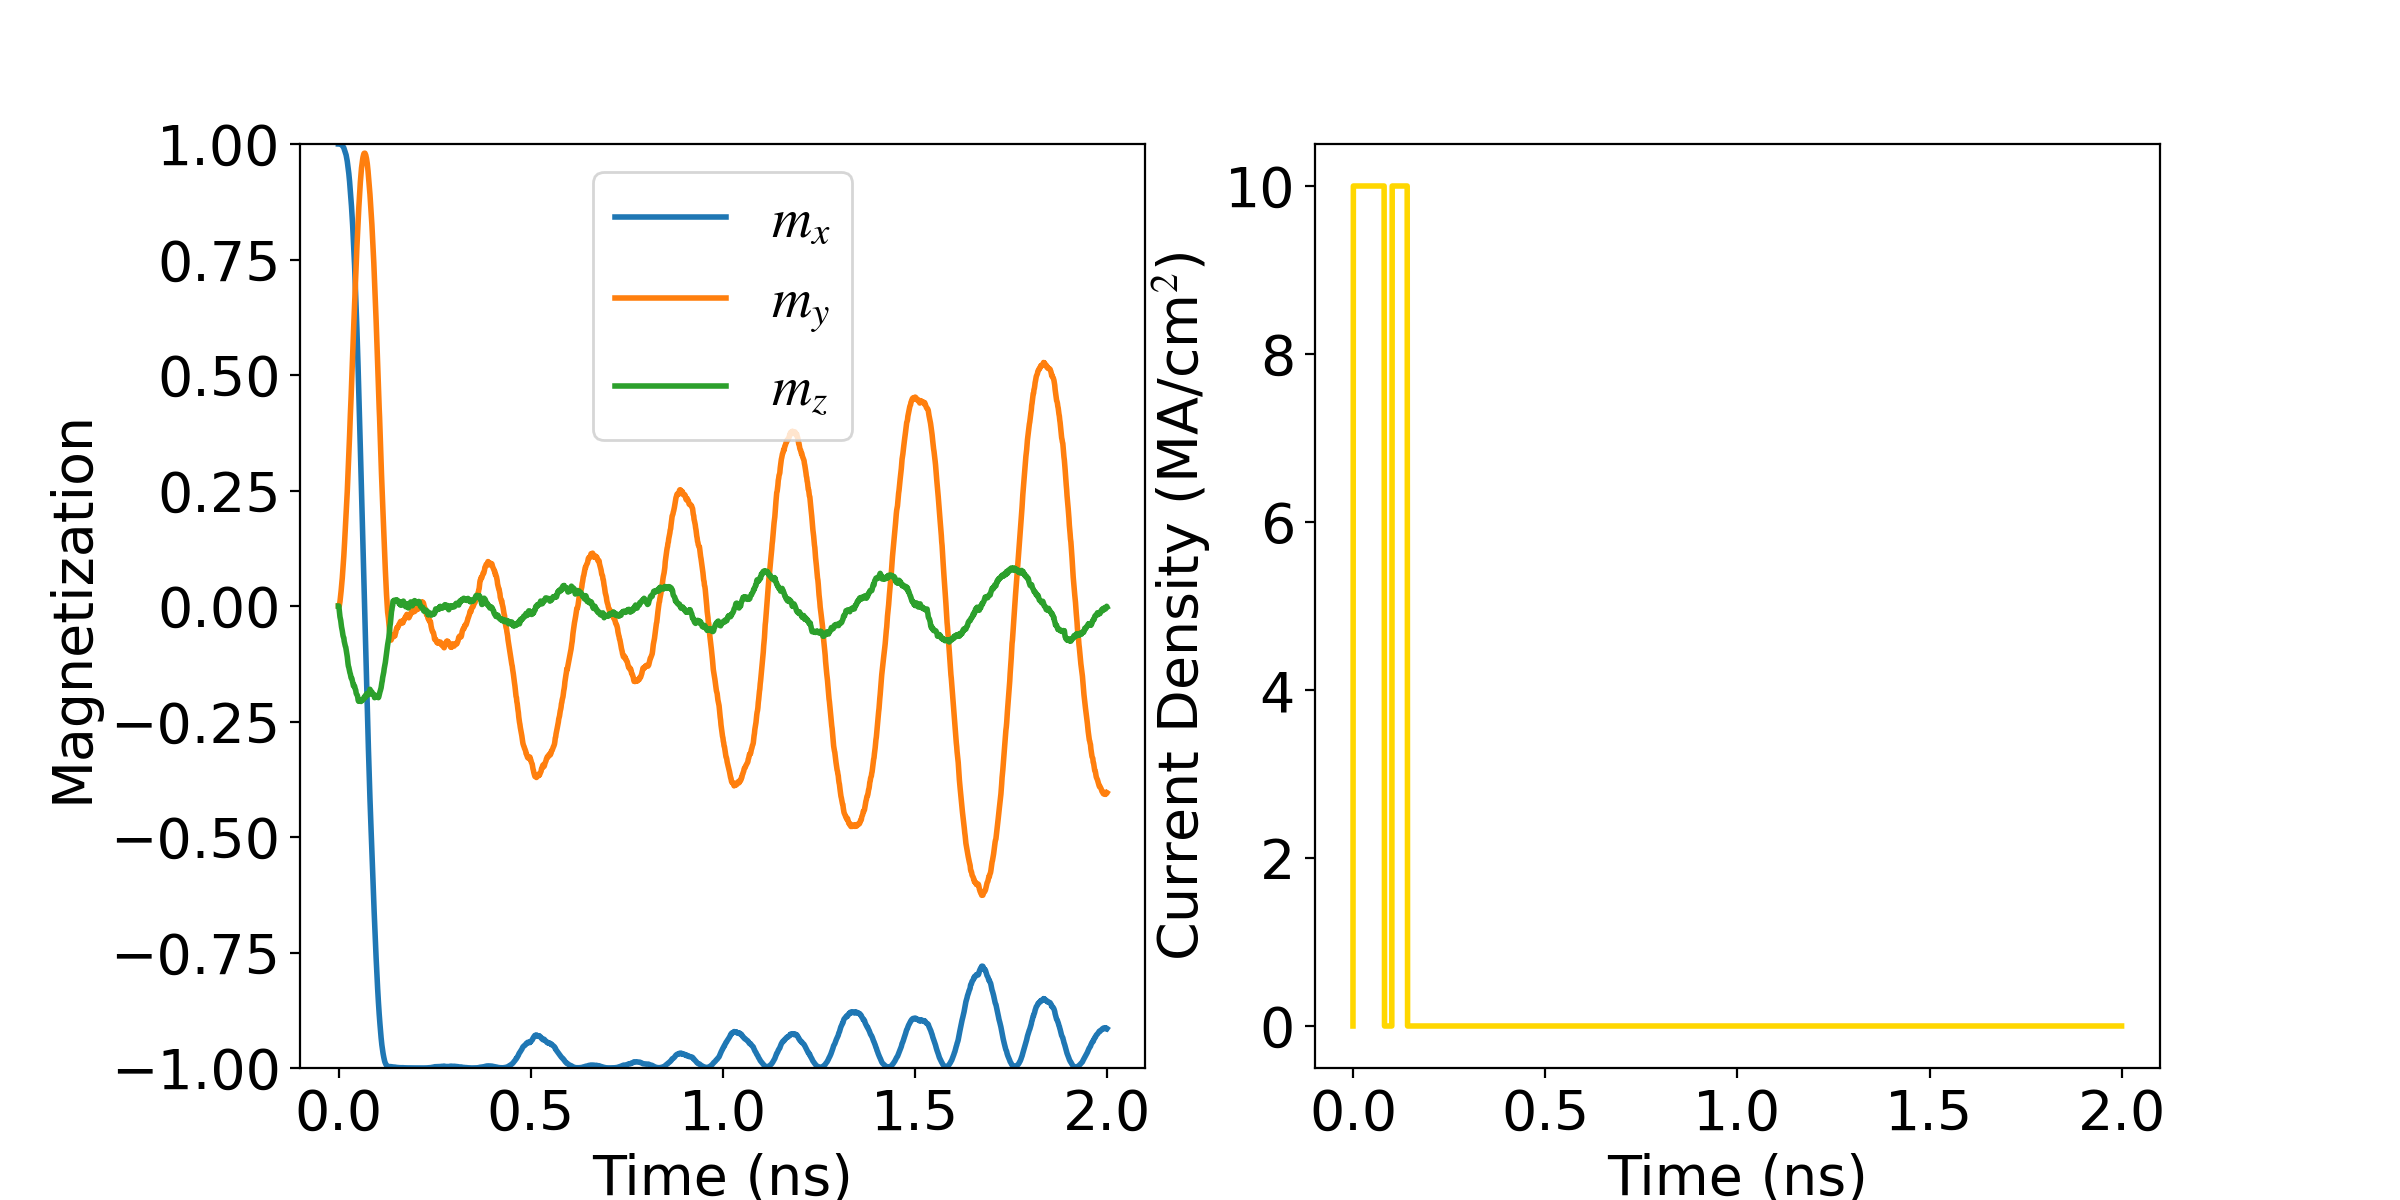 1.00
0.75
0.50
0.25
0.00
−0.25
−0.50
−0.75
−1.00
Magnetization
0.0 0.5 1.0 1.5 2.0
Time (ns)
m_x
m_y
m_z
10
8
6
4
2
0
Current Density (MA/cm²)
0.0 0.5 1.0 1.5 2.0
Time (ns)